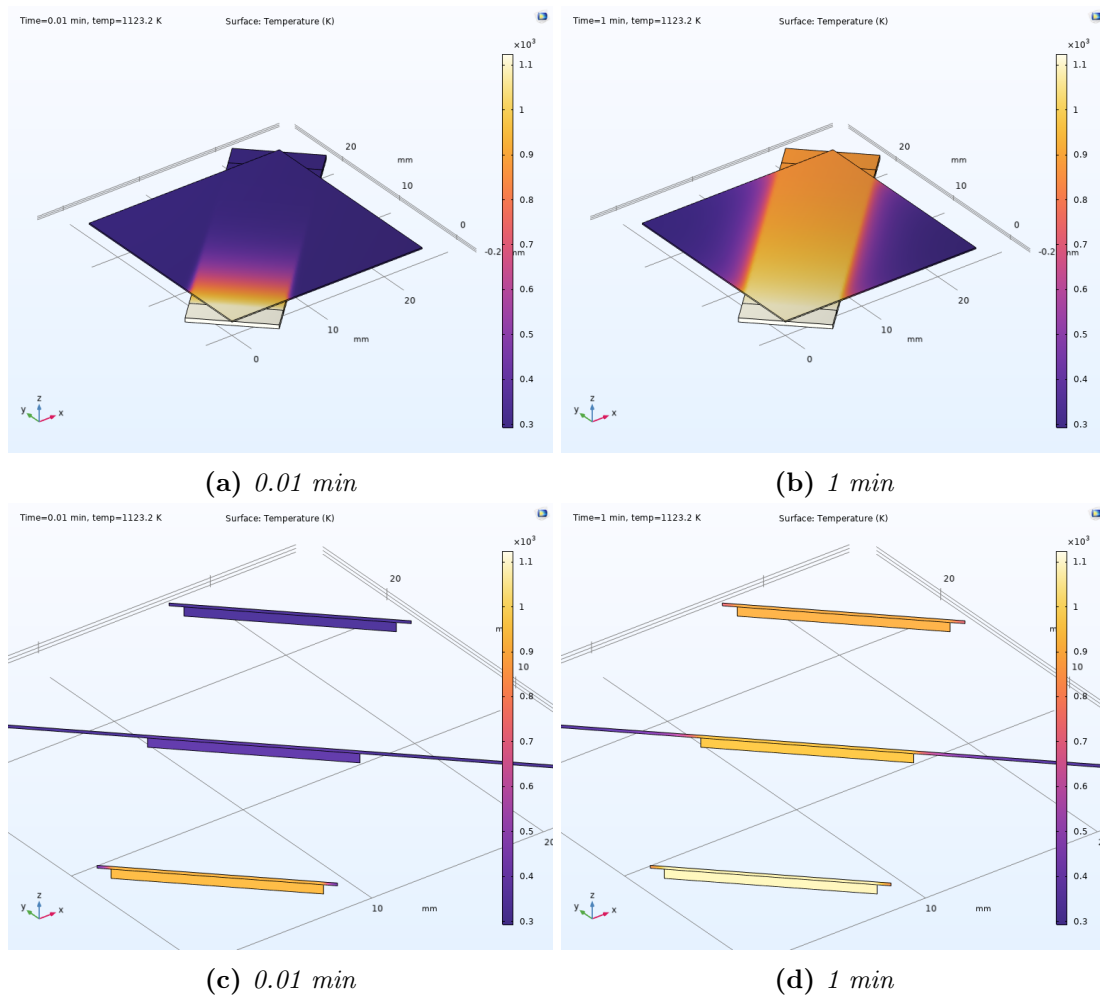 Time=0.01 min, temp=1123.2 K Surface: Temperature (K)
×10³
1.1
1
0.9
0.8
0.7
0.6
0.5
0.4
0.3
20
mm
10
0
-0.2 mm
20
10
mm
0
z
y
x
(a) 0.01 min
Time=1 min, temp=1123.2 K Surface: Temperature (K)
×10³
1.1
1
0.9
0.8
0.7
0.6
0.5
0.4
0.3
20
mm
10
0
-0.2 mm
20
10
mm
0
z
y
x
(b) 1 min
Time=0.01 min, temp=1123.2 K Surface: Temperature (K)
×10³
1.1
1
0.9
0.8
0.7
0.6
0.5
0.4
0.3
20
m
10
20
10
mm
z
y
x
(c) 0.01 min
Time=1 min, temp=1123.2 K Surface: Temperature (K)
×10³
1.1
1
0.9
0.8
0.7
0.6
0.5
0.4
0.3
20
m
10
2
10
mm
z
y
x
(d) 1 min